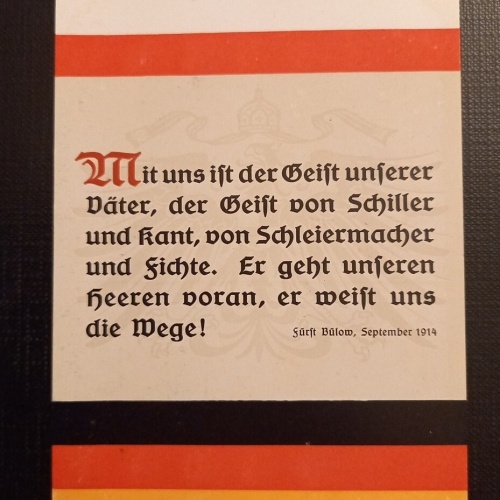 Mit uns iſt der Geiſt unſerer
Väter, der Geiſt von Schiller
und Kant, von Schleiermacher
und Fichte. Er geht unſeren
Heeren voran, er weiſt uns
die Wege!
Fürſt Bülow, September 1914